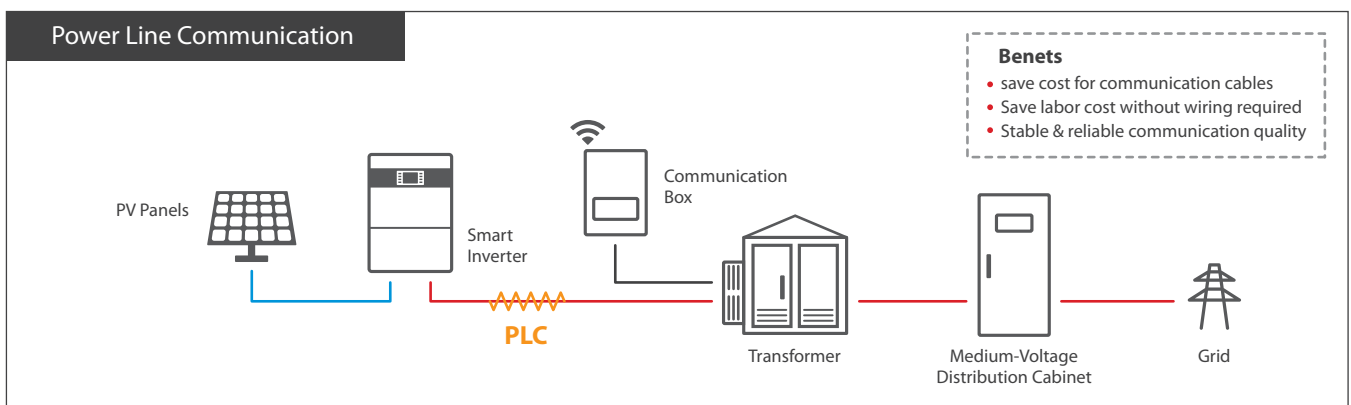 Power Line Communication
Benets
save cost for communication cables
Save labor cost without wiring required
Stable & reliable communication quality
PV Panels
Smart
Inverter
Communication
Box
PLC
Transformer
Medium-Voltage
Distribution Cabinet
Grid